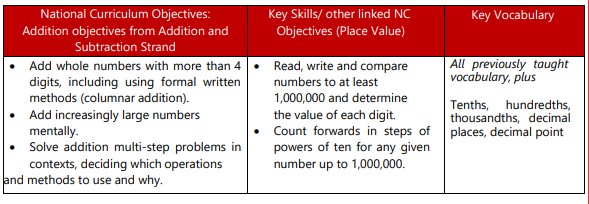 National Curriculum Objectives:
Addition objectives from Addition and
Subtraction Strand
Key Skills/ other linked NC
Objectives (Place Value)
Key Vocabulary
• Add whole numbers with more than 4
digits, including using formal written
methods (columnar addition).
• Add increasingly large numbers
mentally.
• Solve addition multi-step problems in
contexts, deciding which operations
and methods to use and why.
• Read, write and compare
numbers to at least
1,000,000 and determine
the value of each digit.
• Count forwards in steps of
powers of ten for any given
number up to 1,000,000.
All previously taught
vocabulary, plus
Tenths, hundredths,
thousandths, decimal
places, decimal point